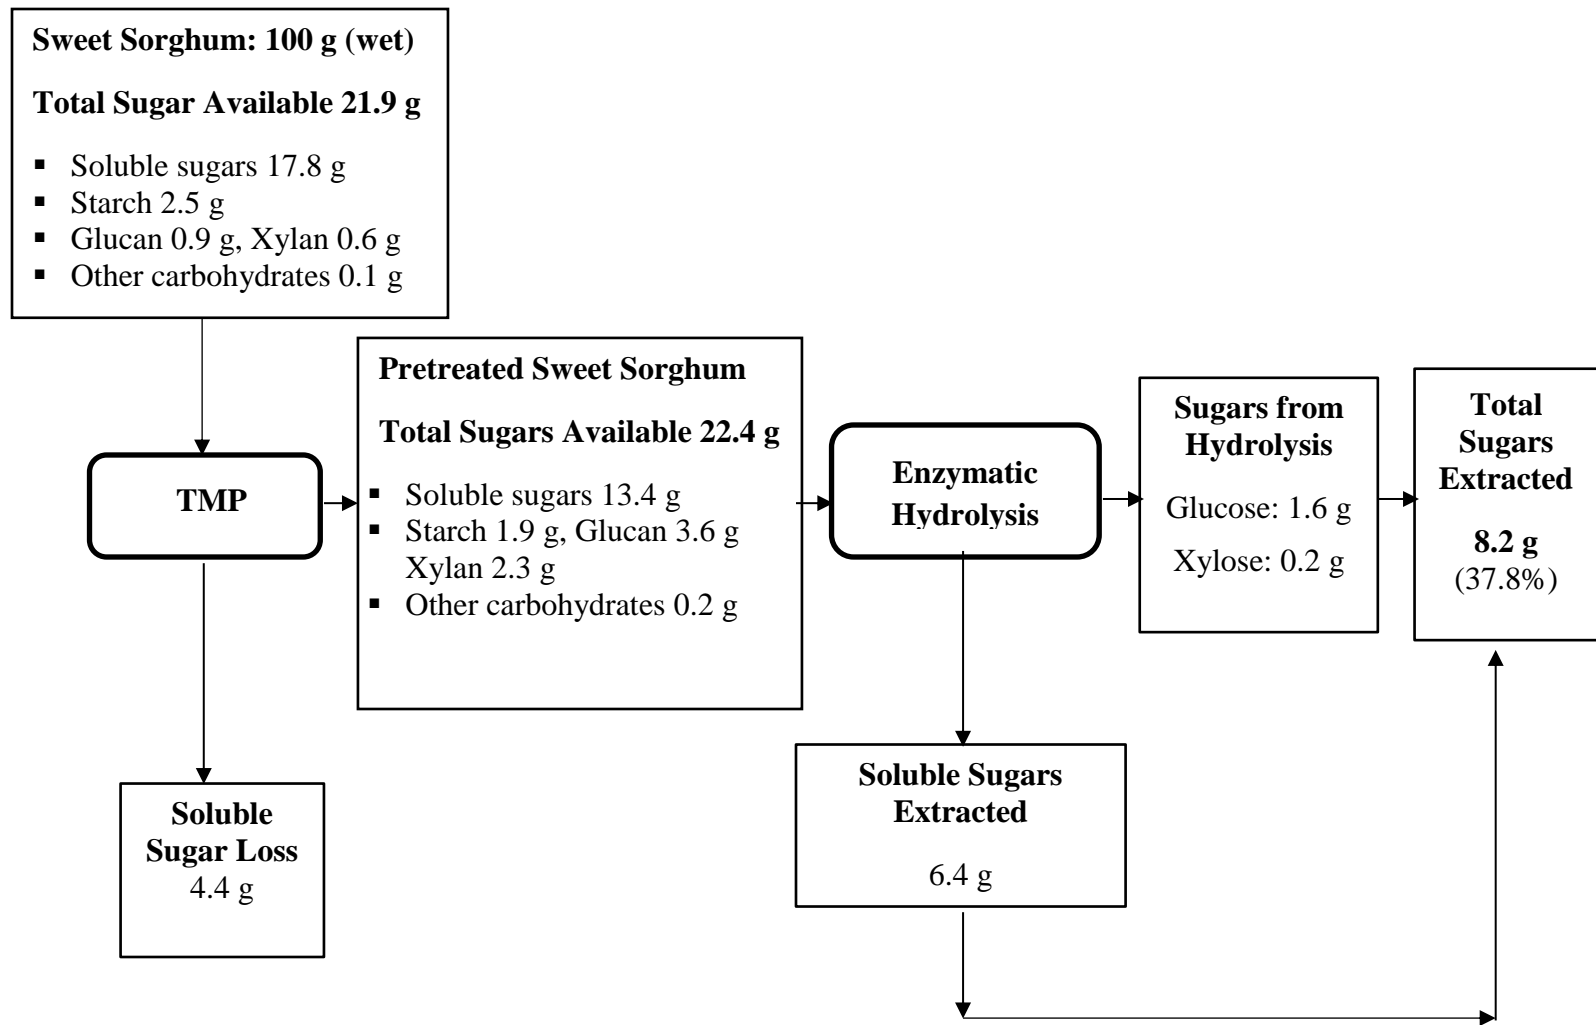 Sweet Sorghum: 100 g (wet)
Total Sugar Available 21.9 g
▪ Soluble sugars 17.8 g
▪ Starch 2.5 g
▪ Glucan 0.9 g, Xylan 0.6 g
▪ Other carbohydrates 0.1 g
TMP
Soluble
Sugar Loss
4.4 g
Pretreated Sweet Sorghum
Total Sugars Available 22.4 g
▪ Soluble sugars 13.4 g
▪ Starch 1.9 g, Glucan 3.6 g
Xylan 2.3 g
▪ Other carbohydrates 0.2 g
Enzymatic
Hydrolysis
Soluble Sugars
Extracted
6.4 g
Sugars from
Hydrolysis
Glucose: 1.6 g
Xylose: 0.2 g
Total
Sugars
Extracted
8.2 g
(37.8%)